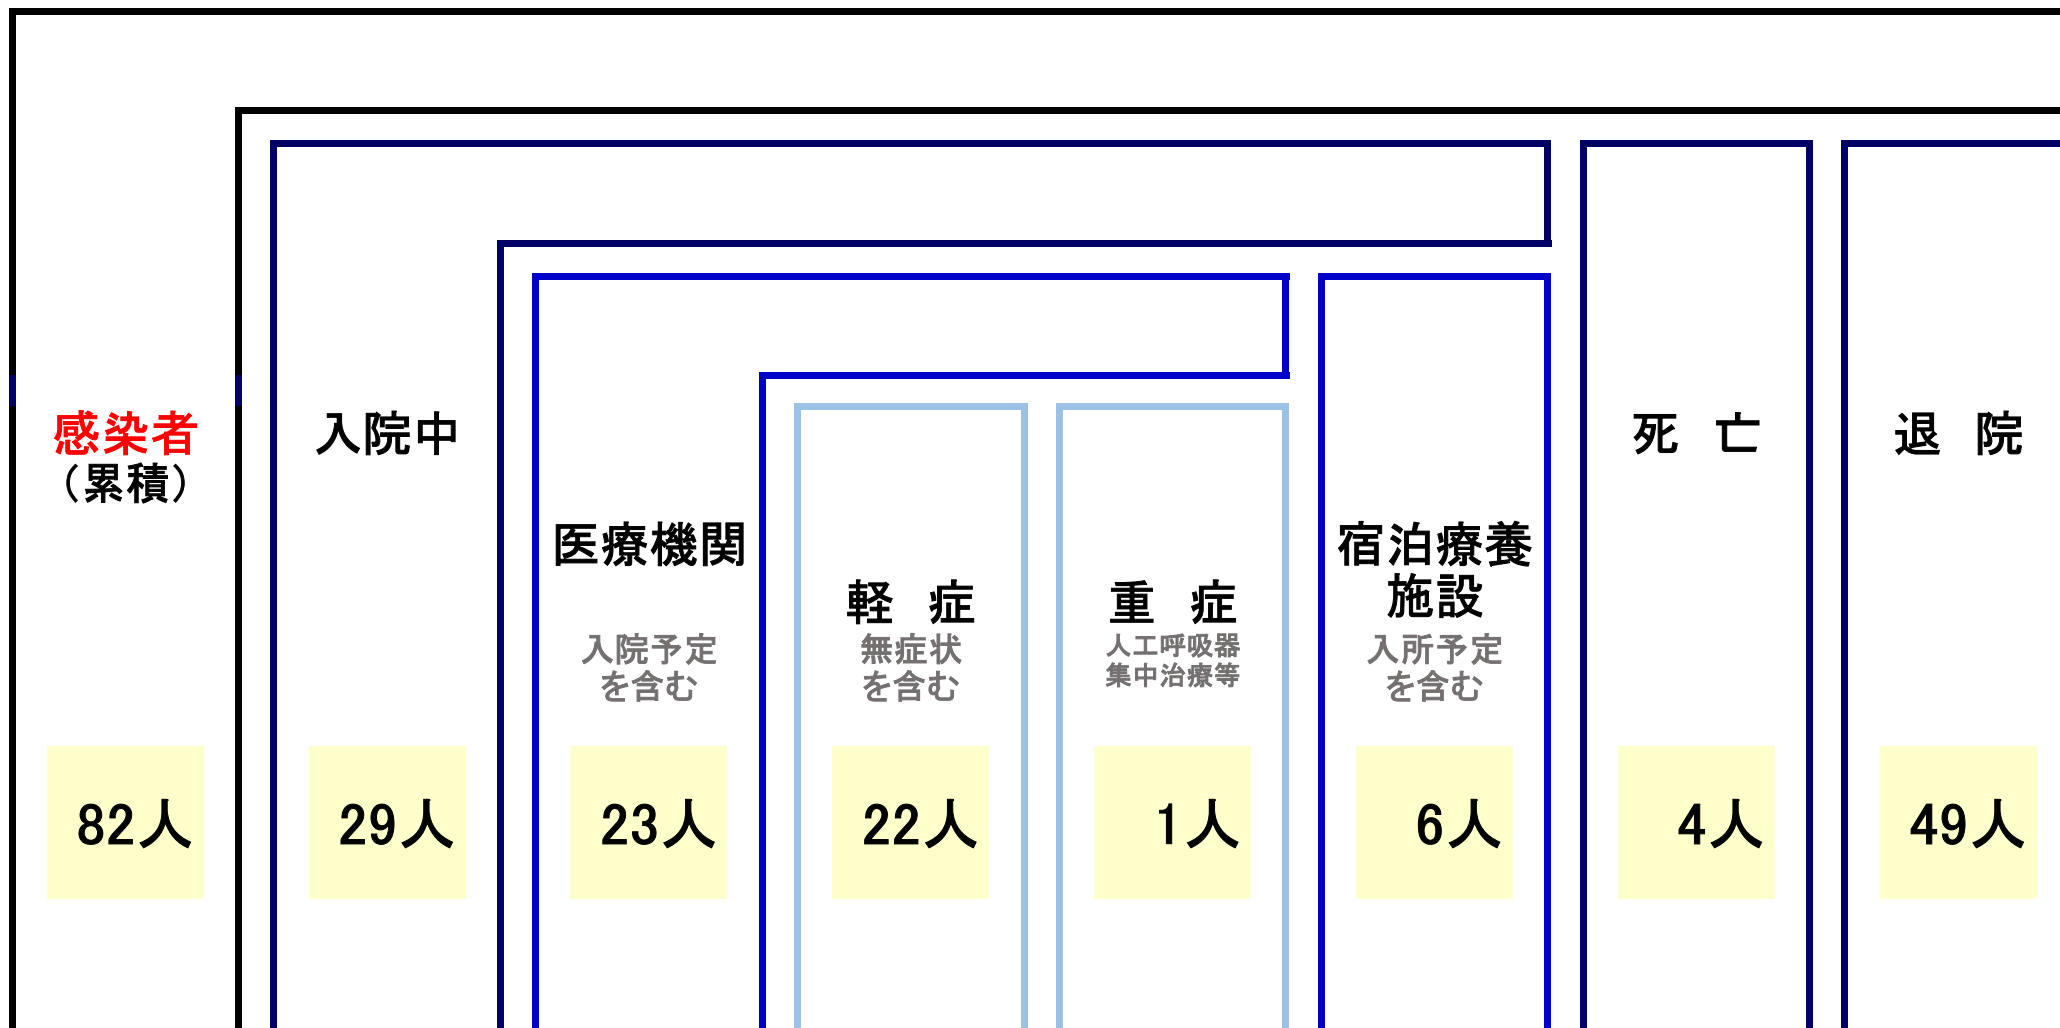 感染者
（累積）
82人
入院中
29人
医療機関
入院予定
を含む
23人
軽 症
無症状
を含む
22人
重 症
人工呼吸器
集中治療等
1人
宿泊療養
施設
入所予定
を含む
6人
死 亡
4人
退 院
49人